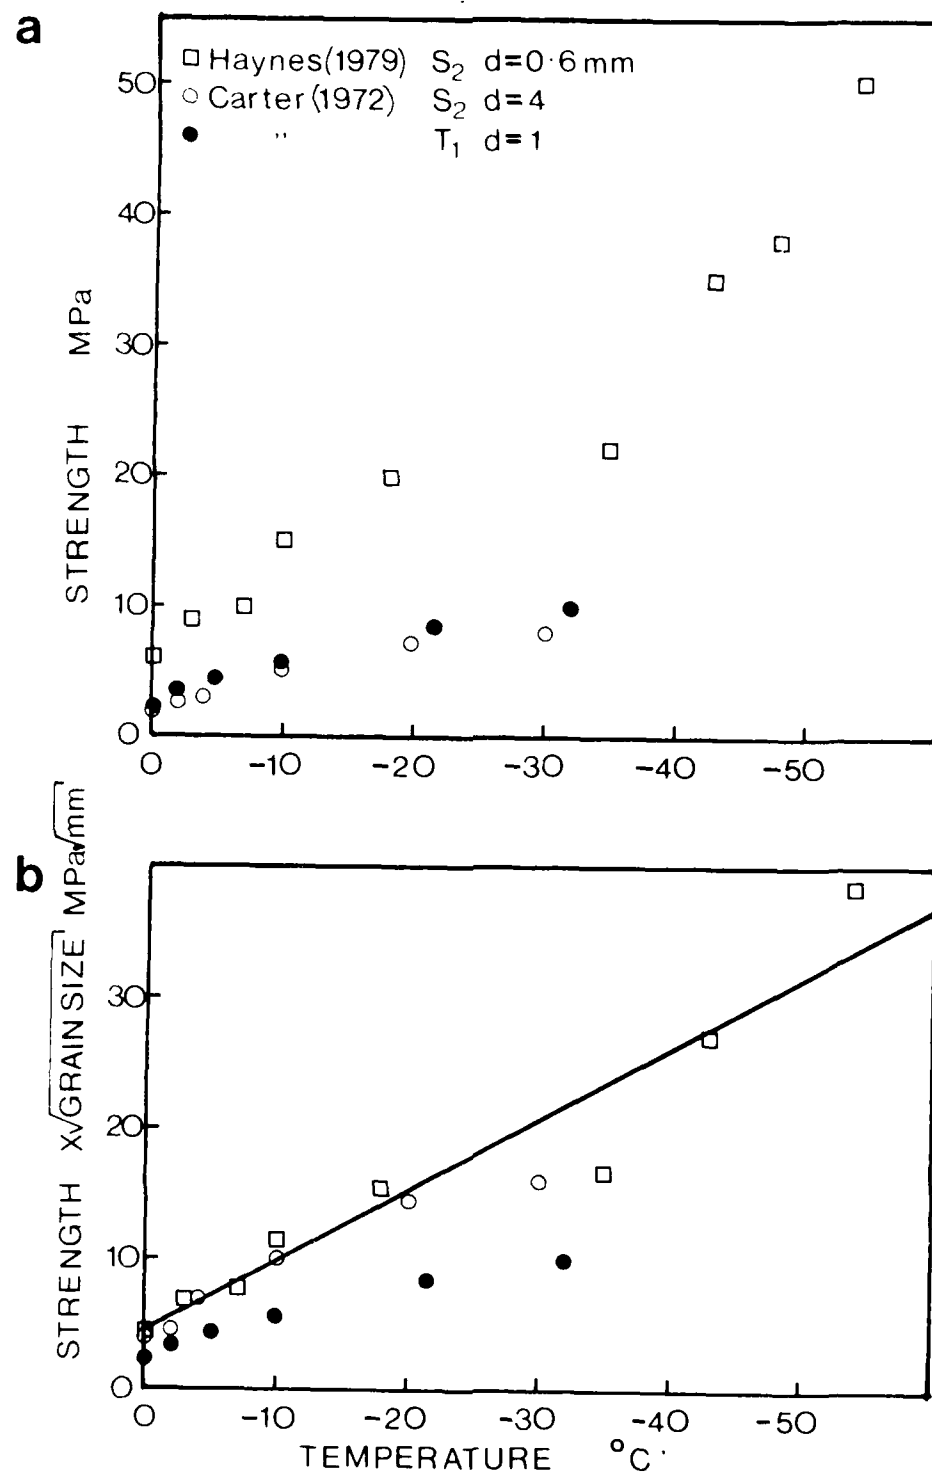 a
□ Haynes(1979) S₂ d=0·6mm
○ Carter(1972) S₂ d=4
● " T₁ d=1
50
40
30
20
10
0
STRENGTH MPa
0 -10 -20 -30 -40 -50
b
STRENGTH X√GRAIN SIZE MPa√mm
30
20
10
0
0 -10 -20 -30 -40 -50
TEMPERATURE °C